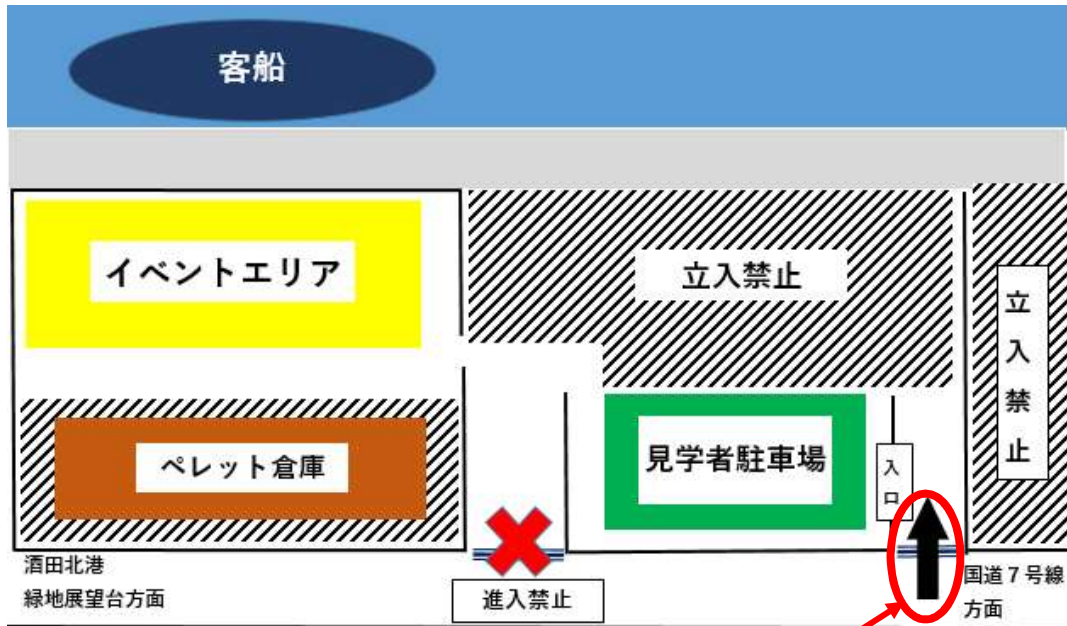 客船
イベントエリア
立入禁止
立入禁止
ペレット倉庫
見学者駐車場
入口
酒田北港
緑地展望台方面
進入禁止
国道7号線
方面